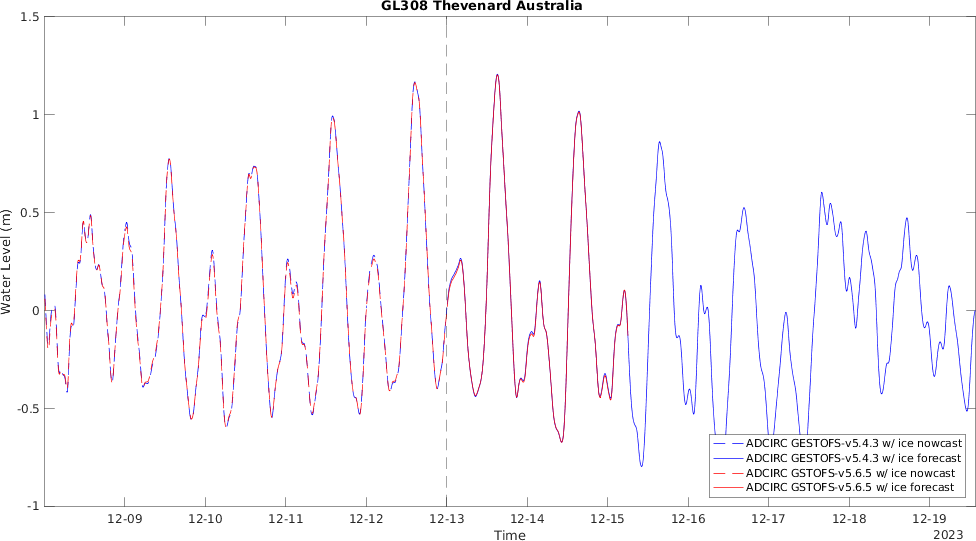 GL308 Thevenard Australia
1.5
1
0.5
0
-0.5
-1
Water Level (m)
12-09
12-10
12-11
12-12
12-13
12-14
12-15
12-16
12-17
12-18
12-19
Time
2023
ADCIRC GESTOFS-v5.4.3 w/ ice nowcast
ADCIRC GESTOFS-v5.4.3 w/ ice forecast
ADCIRC GSTOFS-v5.6.5 w/ ice nowcast
ADCIRC GSTOFS-v5.6.5 w/ ice forecast